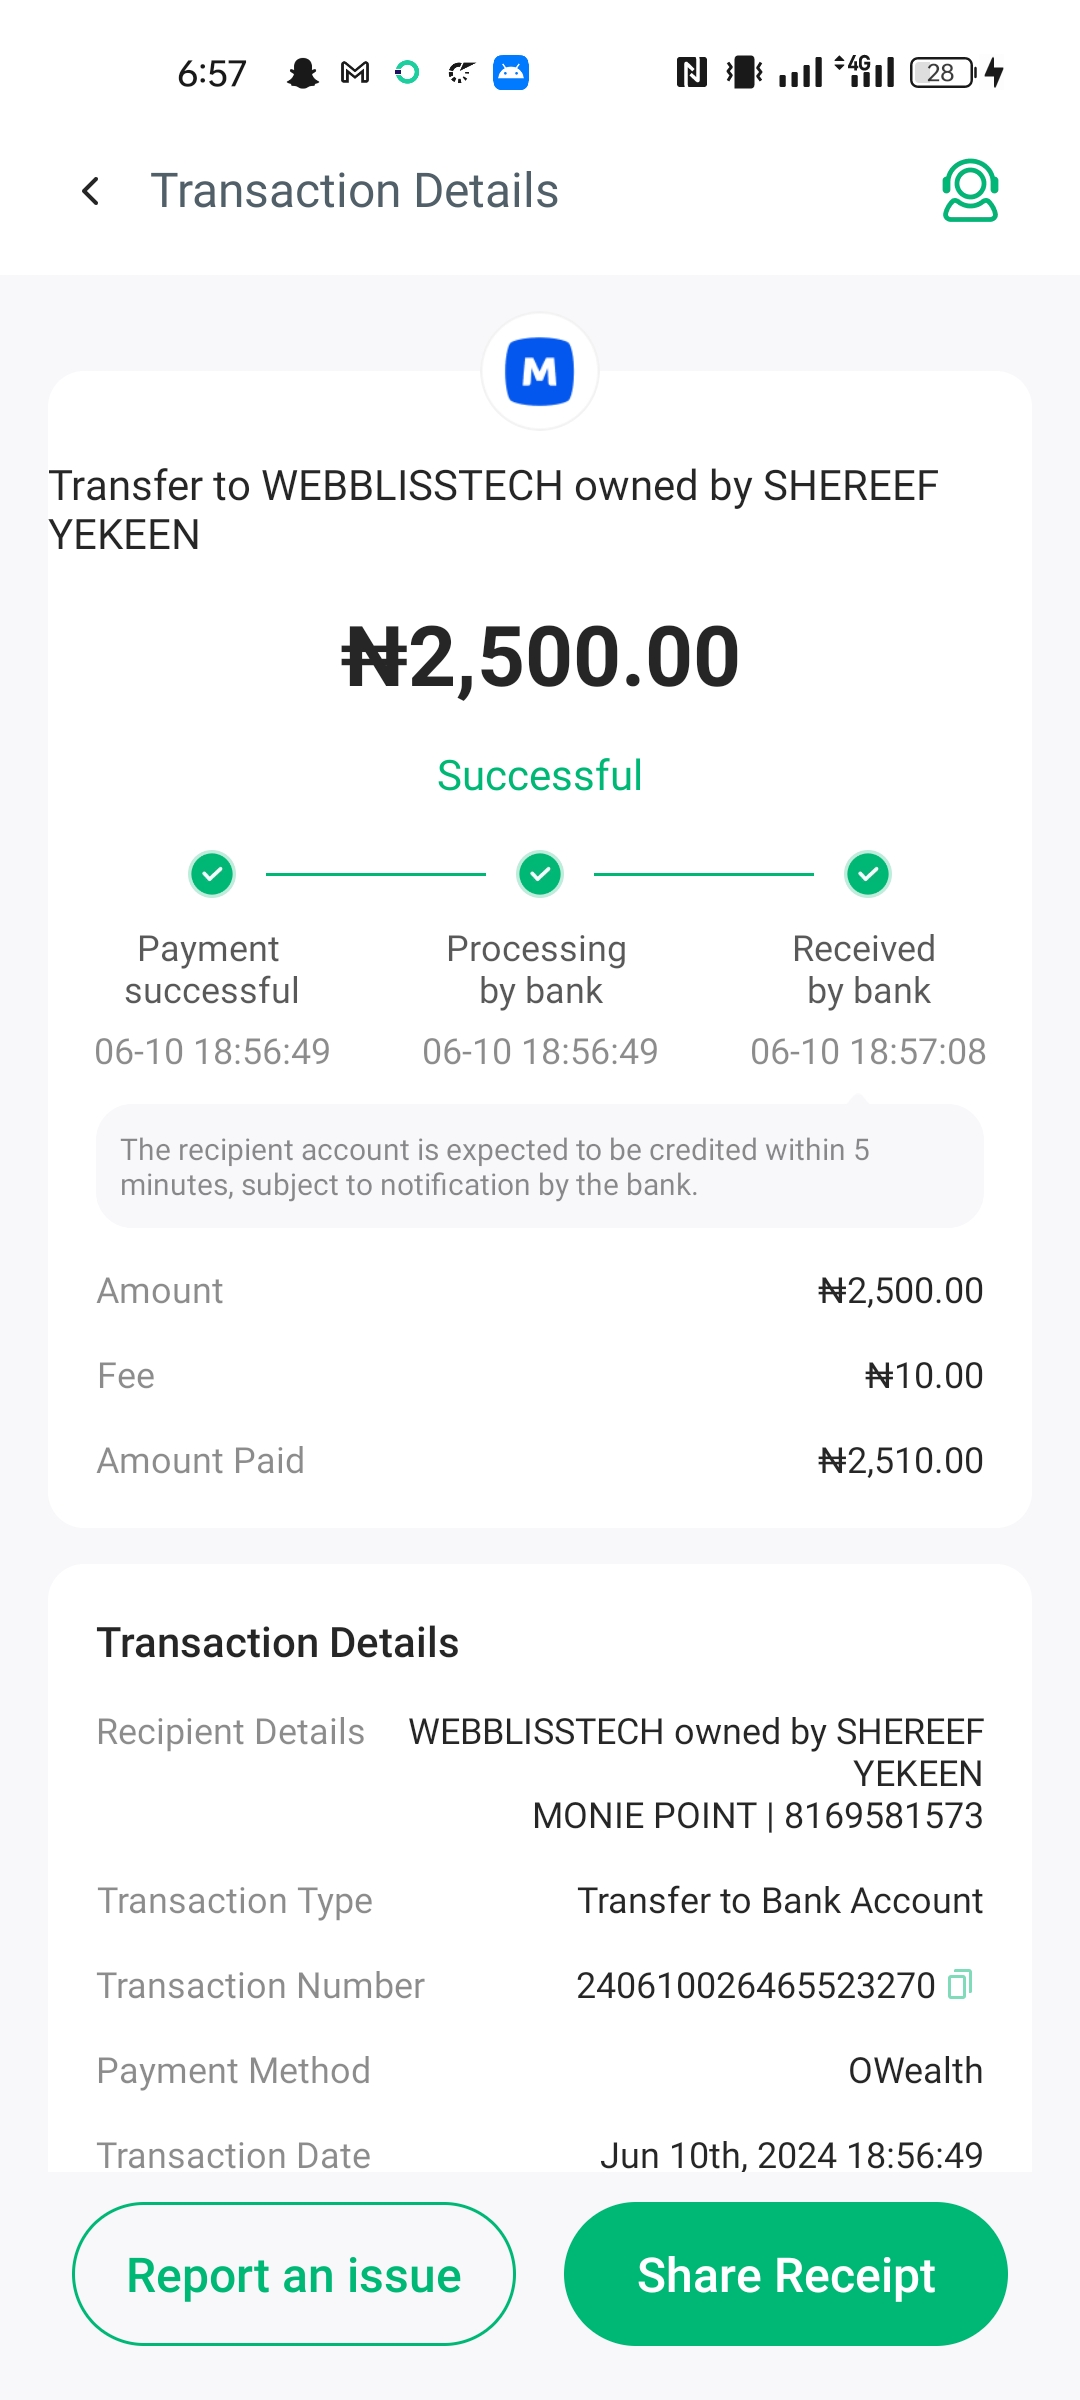 6:57
4G
28
Transaction Details
M
Transfer to WEBBLISSTECH owned by SHEREEF
YEKEEN
₦2,500.00
Successful
Payment
successful
06-10 18:56:49
Processing
by bank
06-10 18:56:49
Received
by bank
06-10 18:57:08
The recipient account is expected to be credited within 5
minutes, subject to notification by the bank.
Amount ₦2,500.00
Fee ₦10.00
Amount Paid ₦2,510.00
Transaction Details
Recipient Details WEBBLISSTECH owned by SHEREEF
YEKEEN
MONIE POINT | 8169581573
Transaction Type Transfer to Bank Account
Transaction Number 240610026465523270
Payment Method OWealth
Transaction Date Jun 10th, 2024 18:56:49
Report an issue Share Receipt